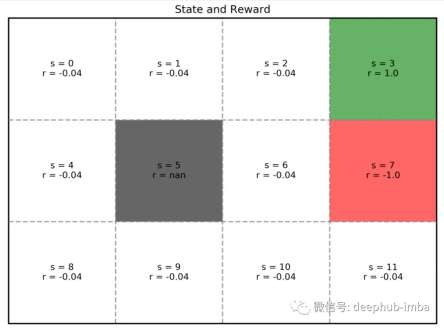 State and Reward
s = 0
r = -0.04
s = 1
r = -0.04
s = 2
r = -0.04
s = 3
r = 1.0
s = 4
r = -0.04
s = 5
r = nan
s = 6
r = -0.04
s = 7
r = -1.0
s = 8
r = -0.04
s = 9
r = -0.04
s = 10
r = -0.04
s = 11
r = -0.04
微信号: deephub-imba